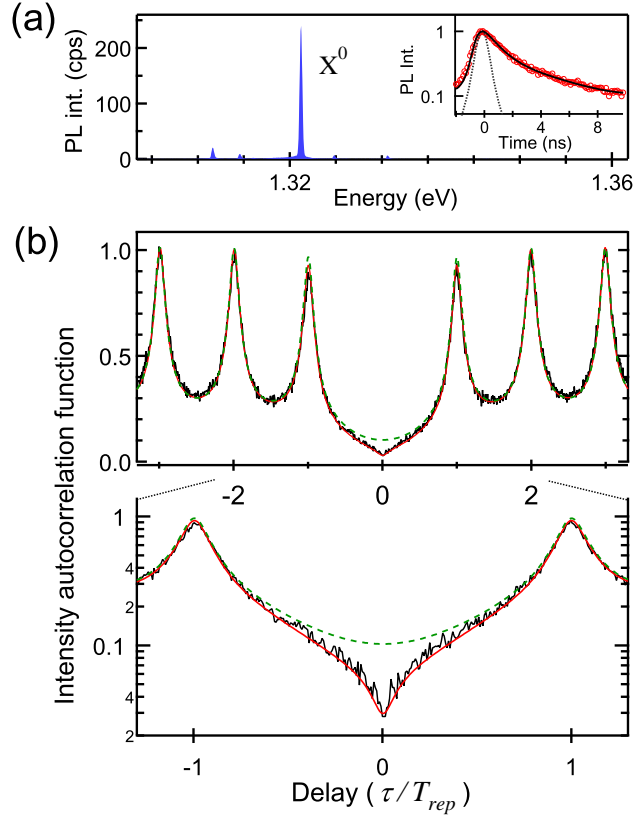 (a)
PL int. (cps)
200
100
0
X⁰
1.32
1.36
Energy (eV)
PL Int.
1
0.1
0
4
8
Time (ns)
(b)
Intensity autocorrelation function
1.0
0.5
0.0
-2
0
2
1
4
2
0.1
4
2
-1
0
1
Delay ( τ/T_rep )